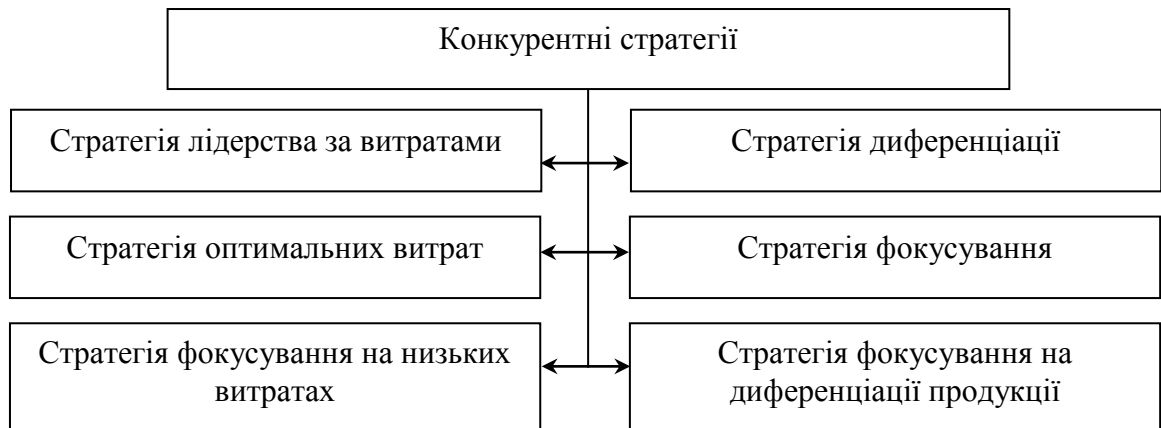 Конкурентні стратегії
Стратегія лідерства за витратами
Стратегія диференціації
Стратегія оптимальних витрат
Стратегія фокусування
Стратегія фокусування на низьких
витратах
Стратегія фокусування на
диференціації продукції